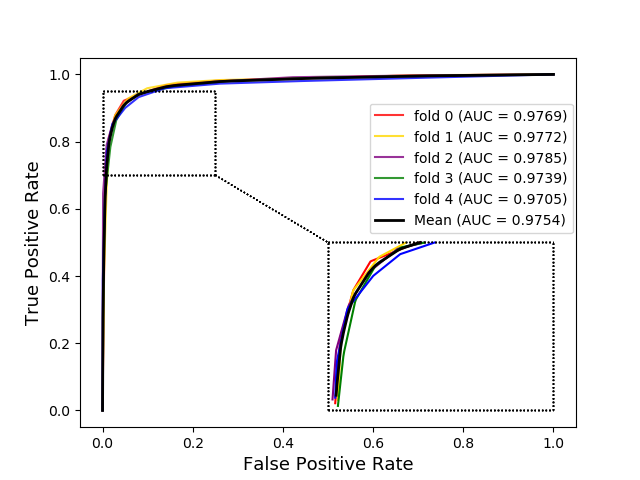 1.0
0.8
0.6
0.4
0.2
0.0
True Positive Rate
fold 0 (AUC = 0.9769)
fold 1 (AUC = 0.9772)
fold 2 (AUC = 0.9785)
fold 3 (AUC = 0.9739)
fold 4 (AUC = 0.9705)
Mean (AUC = 0.9754)
0.0 0.2 0.4 0.6 0.8 1.0
False Positive Rate